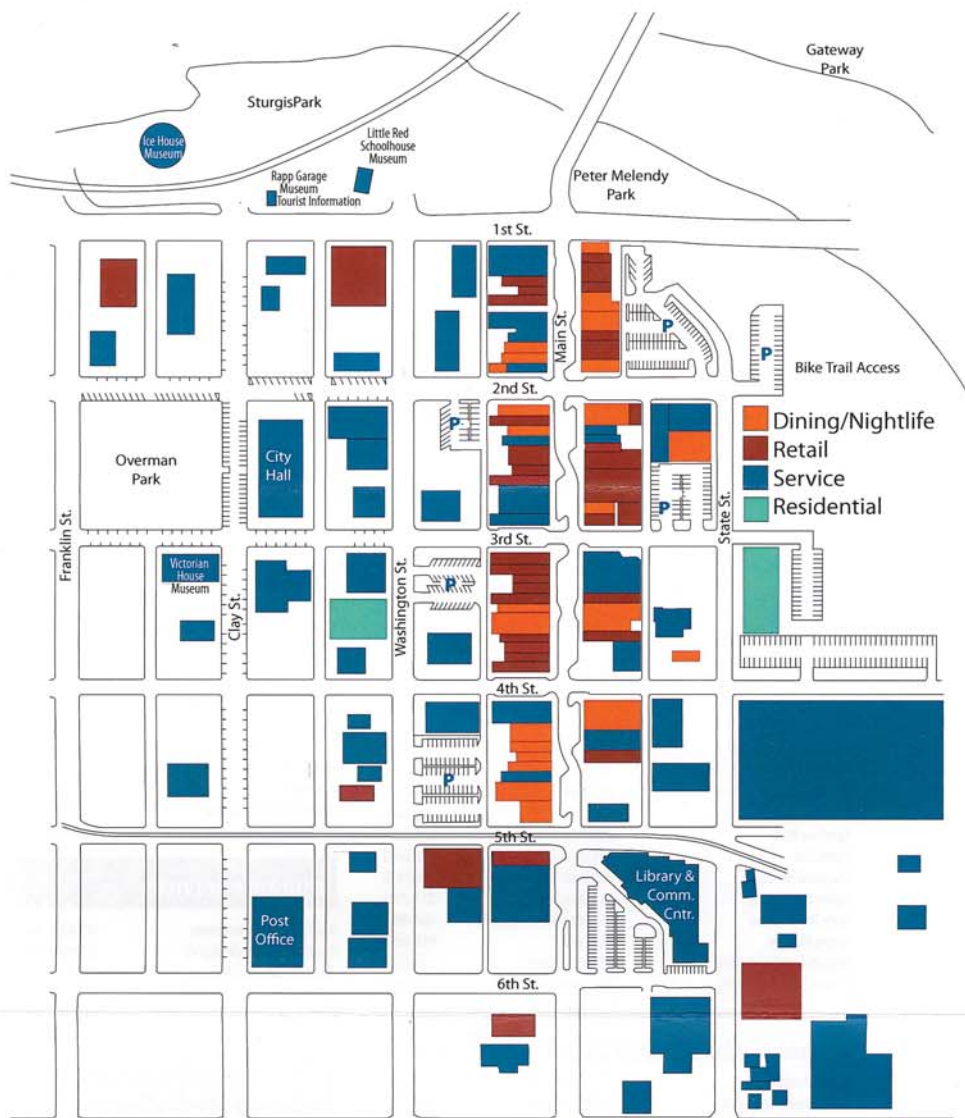 Gateway
Park
SturgisPark
Ice House
Museum
Little Red
Schoolhouse
Museum
Rapp Garage
Museum
Tourist Information
Peter Melendy
Park
1st St.
Main St.
P
P
Bike Trail Access
2nd St.
Dining/Nightlife
Retail
Service
Residential
Overman
Park
City
Hall
P
P
Franklin St.
State St.
3rd St.
Victorian
House
Museum
Clay St.
Washington St.
P
4th St.
P
5th St.
Library &
Comm.
Cntr.
Post
Office
6th St.